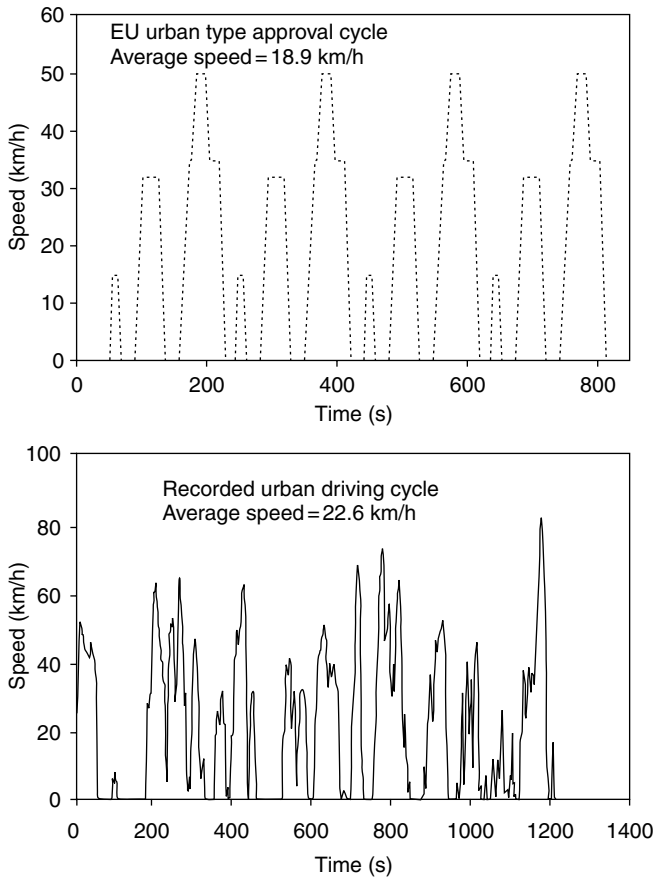 EU urban type approval cycle
Average speed = 18.9 km/h
60
50
40
30
20
10
0
Speed (km/h)
0 200 400 600 800
Time (s)
Recorded urban driving cycle
Average speed = 22.6 km/h
100
80
60
40
20
0
Speed (km/h)
0 200 400 600 800 1000 1200 1400
Time (s)